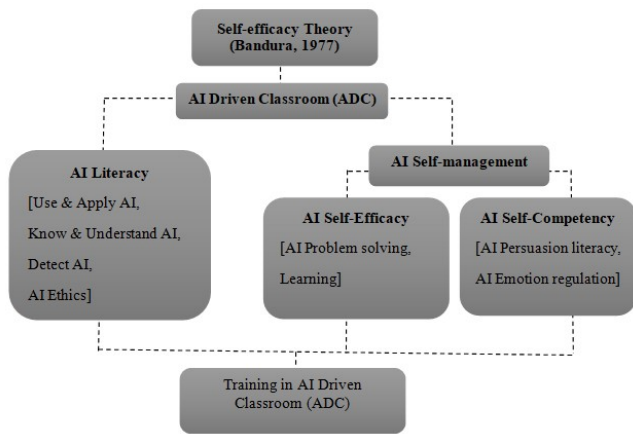 Self-efficacy Theory
(Bandura, 1977)
AI Driven Classroom (ADC)
AI Literacy
[Use & Apply AI,
Know & Understand AI,
Detect AI,
AI Ethics]
AI Self-management
AI Self-Efficacy
[AI Problem solving,
Learning]
AI Self-Competency
[AI Persuasion literacy,
AI Emotion regulation]
Training in AI Driven
Classroom (ADC)